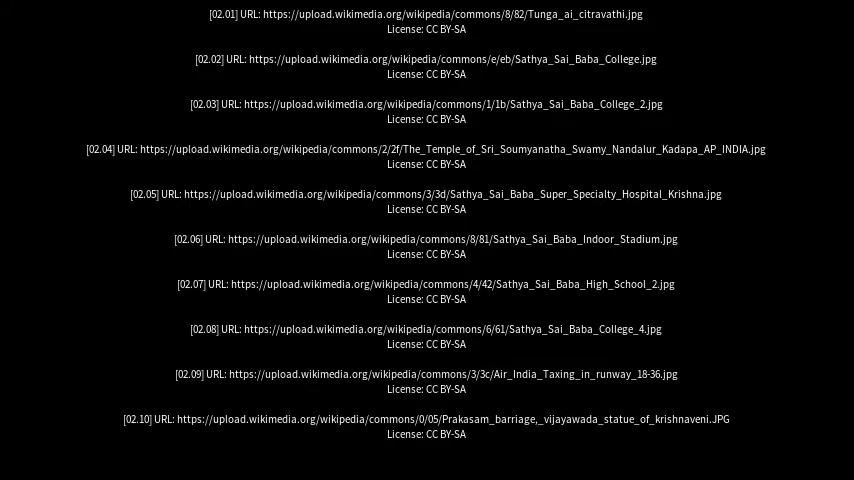 [02.01] URL: https://upload.wikimedia.org/wikipedia/commons/8/82/Tunga_ai_citravathi.jpg
License: CC BY-SA
[02.02] URL: https://upload.wikimedia.org/wikipedia/commons/e/eb/Sathya_Sai_Baba_College.jpg
License: CC BY-SA
[02.03] URL: https://upload.wikimedia.org/wikipedia/commons/1/1b/Sathya_Sai_Baba_College_2.jpg
License: CC BY-SA
[02.04] URL: https://upload.wikimedia.org/wikipedia/commons/2/2f/The_Temple_of_Sri_Soumyanatha_Swamy_Nandalur_Kadapa_AP_INDIA.jpg
License: CC BY-SA
[02.05] URL: https://upload.wikimedia.org/wikipedia/commons/3/3d/Sathya_Sai_Baba_Super_Specialty_Hospital_Krishna.jpg
License: CC BY-SA
[02.06] URL: https://upload.wikimedia.org/wikipedia/commons/8/81/Sathya_Sai_Baba_Indoor_Stadium.jpg
License: CC BY-SA
[02.07] URL: https://upload.wikimedia.org/wikipedia/commons/4/42/Sathya_Sai_Baba_High_School_2.jpg
License: CC BY-SA
[02.08] URL: https://upload.wikimedia.org/wikipedia/commons/6/61/Sathya_Sai_Baba_College_4.jpg
License: CC BY-SA
[02.09] URL: https://upload.wikimedia.org/wikipedia/commons/3/3c/Air_India_Taxing_in_runway_18-36.jpg
License: CC BY-SA
[02.10] URL: https://upload.wikimedia.org/wikipedia/commons/0/05/Prakasam_barriage,_vijayawada_statue_of_krishnaveni.JPG
License: CC BY-SA